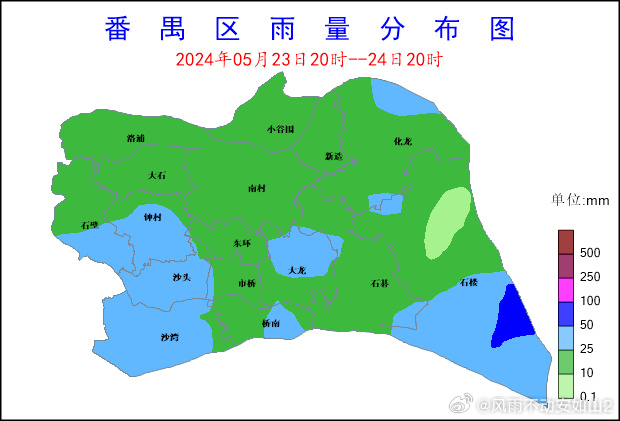 番禺区雨量分布图
2024年05月23日20时--24日20时
小谷围
洛浦
化龙
新造
大石
南村
钟村
石壁
东环
大龙
沙头
市桥
石碁
石楼
桥南
沙湾
单位:mm
500
250
100
50
25
10
0.1
@风雨不动安如山2